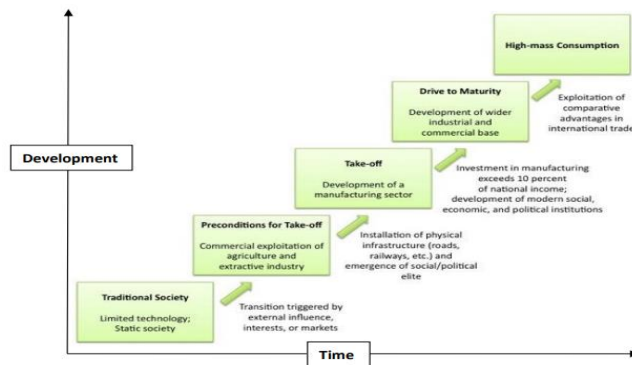 High-mass Consumption
Drive to Maturity
Development of wider
industrial and
commercial base
Exploitation of
comparative
advantages in
international trade
Development
Take-off
Development of a
manufacturing sector
Investment in manufacturing
exceeds 10 percent
of national income;
development of modern social,
economic, and political institutions
Preconditions for Take-off
Commercial exploitation of
agriculture and
extractive industry
Installation of physical
infrastructure (roads,
railways, etc.) and
emergence of social/political
elite
Traditional Society
Limited technology;
Static society
Transition triggered by
external influence,
interests, or markets
Time